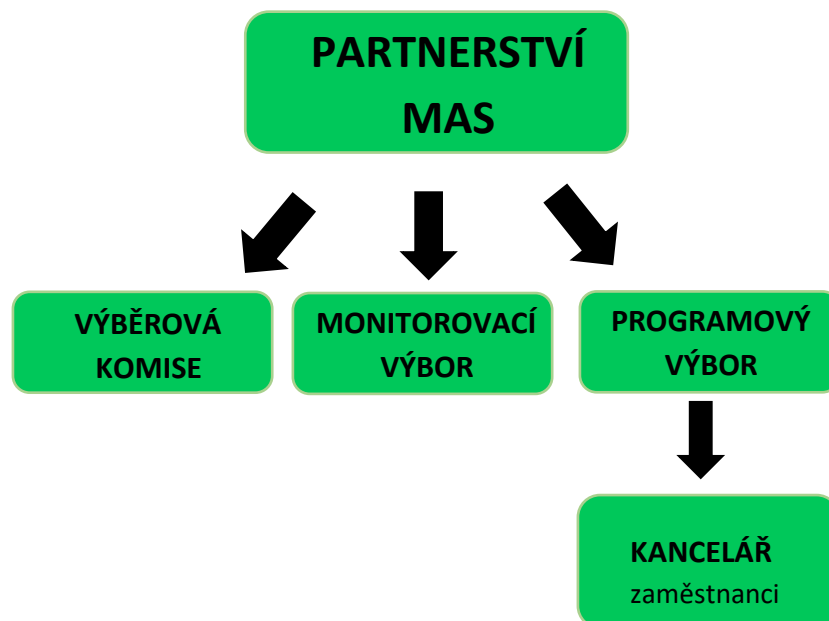 PARTNERSTVÍ
MAS
VÝBĚROVÁ
KOMISE
MONITOROVACÍ
VÝBOR
PROGRAMOVÝ
VÝBOR
KANCELÁŘ
zaměstnanci